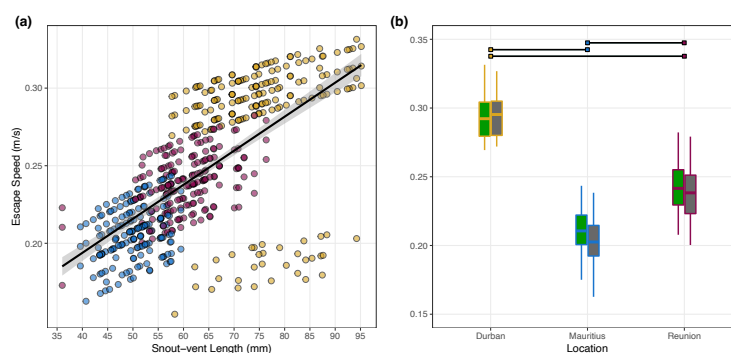 (a)
Escape Speed (m/s)
0.30
0.25
0.20
35 40 45 50 55 60 65 70 75 80 85 90 95
Snout−vent Length (mm)
(b)
0.35
0.30
0.25
0.20
0.15
Durban Mauritius Reunion
Location